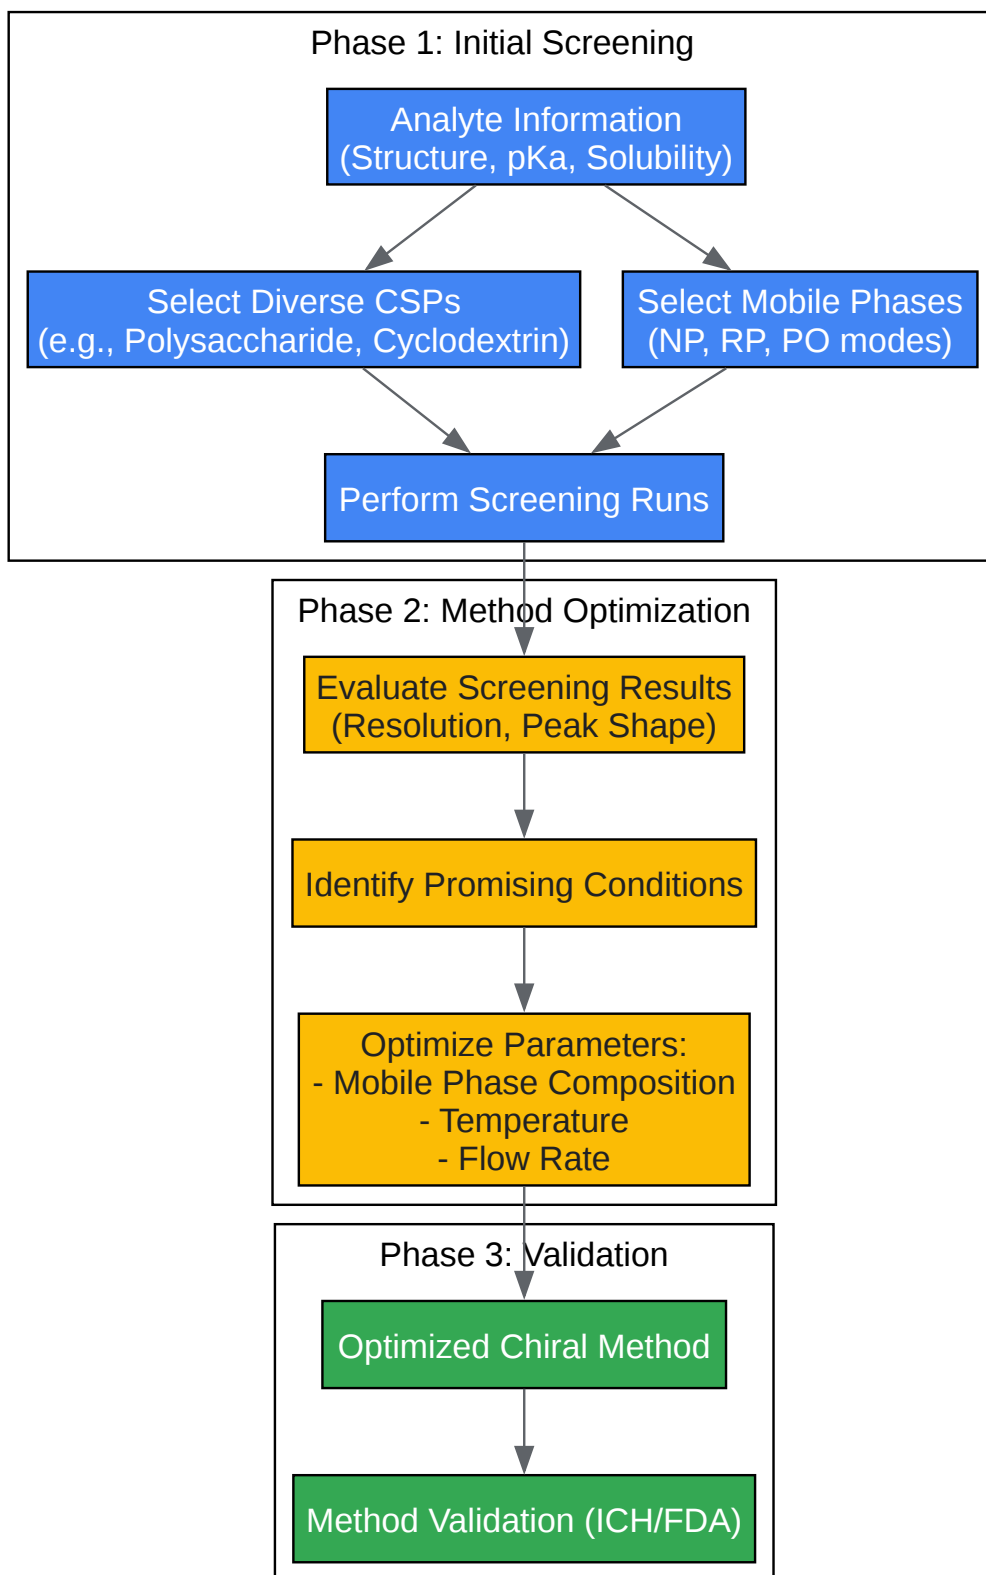 Phase 1: Initial Screening
Analyte Information
(Structure, pKa, Solubility)
Select Diverse CSPs
(e.g., Polysaccharide, Cyclodextrin)
Select Mobile Phases
(NP, RP, PO modes)
Perform Screening Runs
Phase 2: Method Optimization
Evaluate Screening Results
(Resolution, Peak Shape)
Identify Promising Conditions
Optimize Parameters:
- Mobile Phase Composition
- Temperature
- Flow Rate
Phase 3: Validation
Optimized Chiral Method
Method Validation (ICH/FDA)